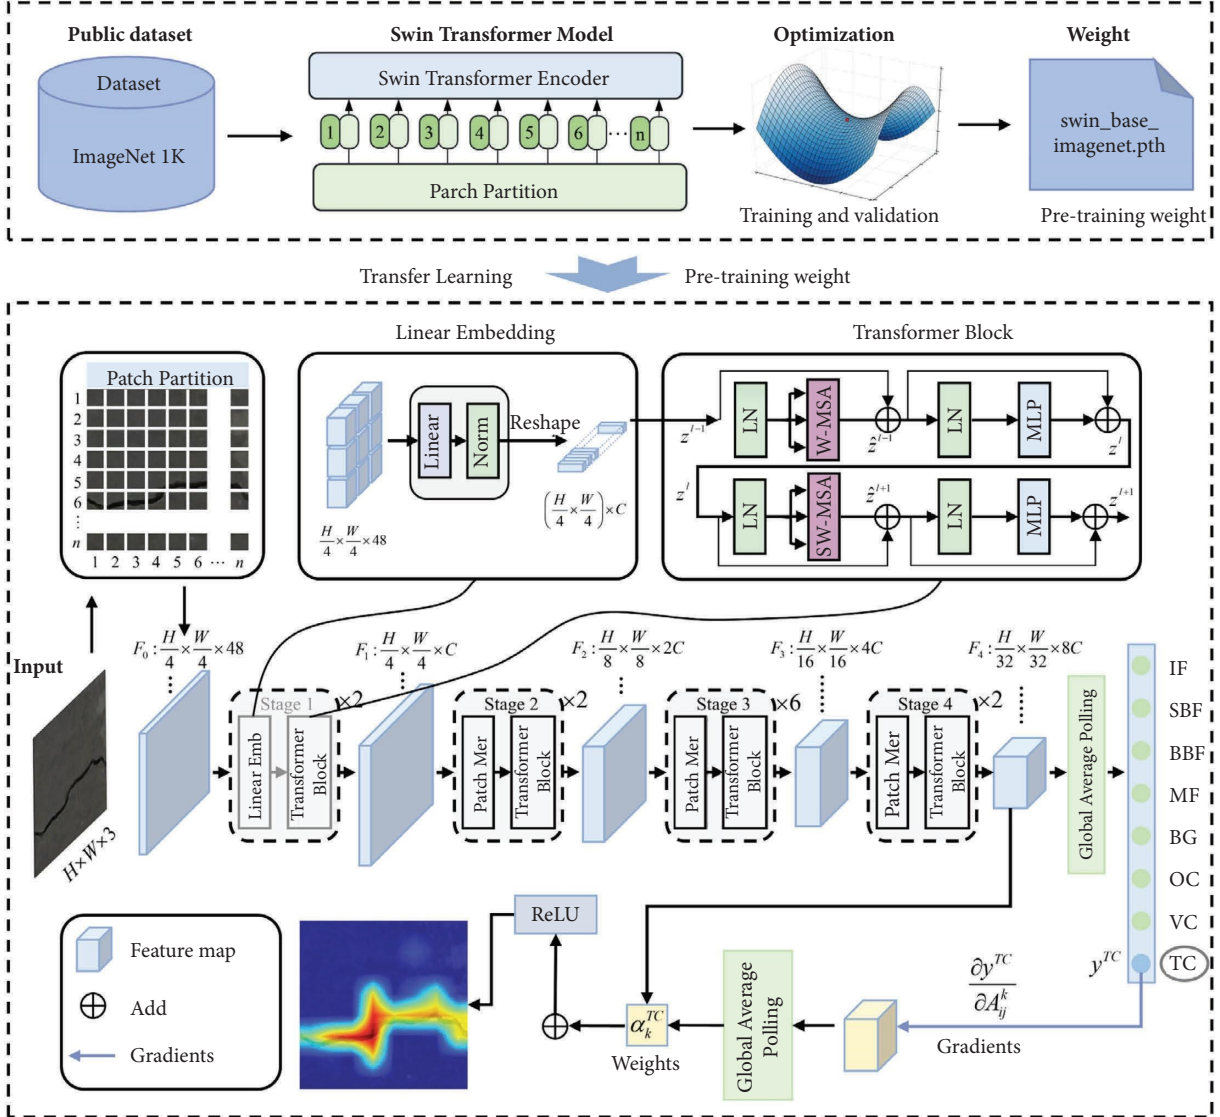 Public dataset
Swin Transformer Model
Optimization
Weight
Dataset
ImageNet 1K
Swin Transformer Encoder
1 2 3 4 5 6 ··· n
Parch Partition
Training and validation
swin_base_
imagenet.pth
Pre-training weight
Transfer Learning
Pre-training weight
Linear Embedding
Transformer Block
Patch Partition
1
2
3
4
5
6
⋮
n
1 2 3 4 5 6 ··· n
Linear
Norm
Reshape
H/4 × W/4 × 48
(H/4 × W/4) × C
z^{l-1}
LN
W-MSA
ẑ^{l-1}
LN
MLP
z^l
z^l
LN
SW-MSA
ẑ^{l+1}
LN
MLP
z^{l+1}
Input
H×W×3
F₀ : H/4 × W/4 × 48
F₁ : H/4 × W/4 × C
F₂ : H/8 × W/8 × 2C
F₃ : H/16 × W/16 × 4C
F₄ : H/32 × W/32 × 8C
Stage 1
×2
Linear Emb
Transformer
Block
Stage 2
×2
Patch Mer
Transformer
Block
Stage 3
×6
Patch Mer
Transformer
Block
Stage 4
×2
Patch Mer
Transformer
Block
Global Average Polling
IF
SBF
BBF
MF
BG
OC
VC
TC
y^{TC}
∂y^{TC}/∂A^k_{ij}
Gradients
Global Average
Polling
α_k^{TC}
Weights
ReLU
Feature map
Add
Gradients